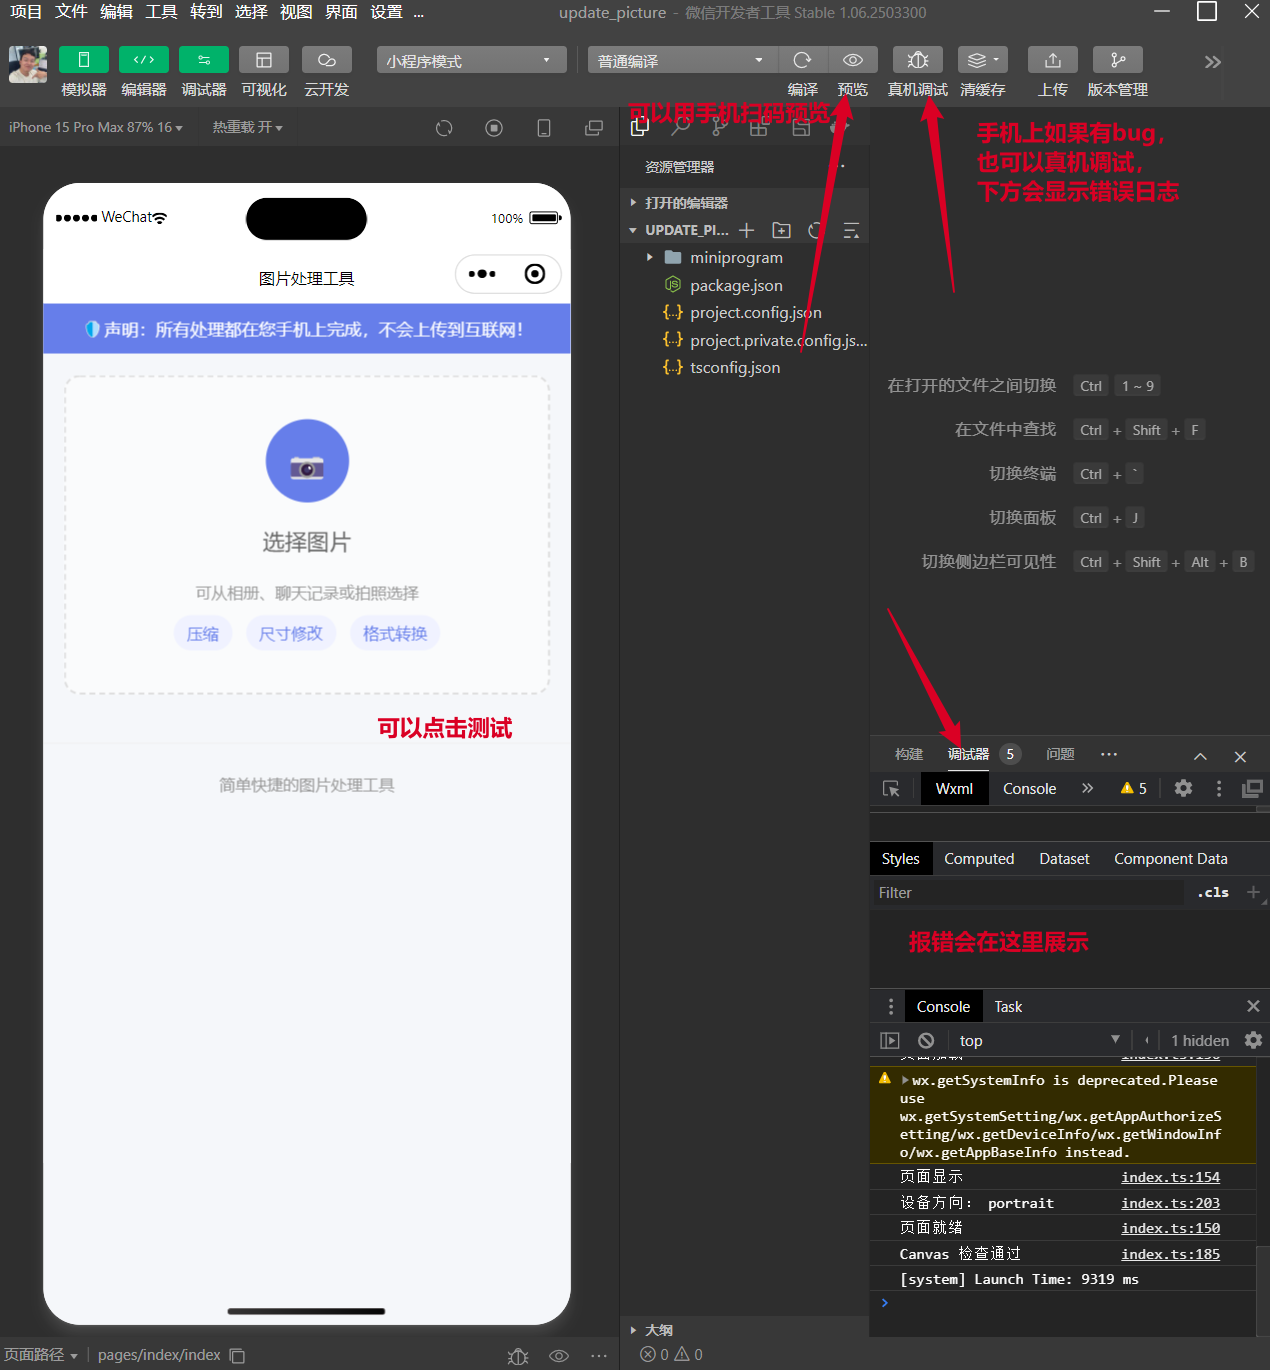 项目 文件 编辑 工具 转到 选择 视图 界面 设置 ...
update_picture - 微信开发者工具 Stable 1.06.2503300
小程序模式
普通编译
模拟器 编辑器 调试器 可视化 云开发
编译 预览 真机调试 清缓存 上传 版本管理
iPhone 15 Pro Max 87% 16
热重载 开
可以用手机扫码预览
手机上如果有bug，
也可以真机调试，
下方会显示错误日志
WeChat
100%
图片处理工具
声明：所有处理都在您手机上完成，不会上传到互联网！
选择图片
可从相册、聊天记录或拍照选择
压缩 尺寸修改 格式转换
可以点击测试
简单快捷的图片处理工具
资源管理器
打开的编辑器
UPDATE_PI...
miniprogram
package.json
project.config.json
project.private.config.js...
tsconfig.json
在打开的文件之间切换 Ctrl 1 ~ 9
在文件中查找 Ctrl + Shift + F
切换终端 Ctrl + `
切换面板 Ctrl + J
切换侧边栏可见性 Ctrl + Shift + Alt + B
构建 调试器 5 问题 ...
Wxml Console 5
Styles Computed Dataset Component Data
Filter .cls +
报错会在这里展示
Console Task
top 1 hidden
页面加载 index.ts:138
wx.getSystemInfo is deprecated.Please
use
wx.getSystemSetting/wx.getAppAuthorizeS
etting/wx.getDeviceInfo/wx.getWindowInf
o/wx.getAppBaseInfo instead.
页面显示 index.ts:154
设备方向： portrait index.ts:203
页面就绪 index.ts:150
Canvas 检查通过 index.ts:185
[system] Launch Time: 9319 ms
大纲
页面路径 pages/index/index
0 0